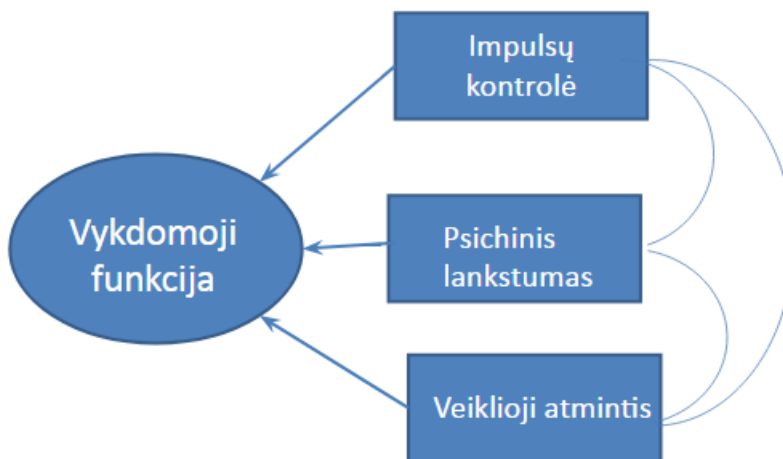 Impulsų
kontrolė
Vykdomoji
funkcija
Psichinis
lankstumas
Veiklioji atmintis